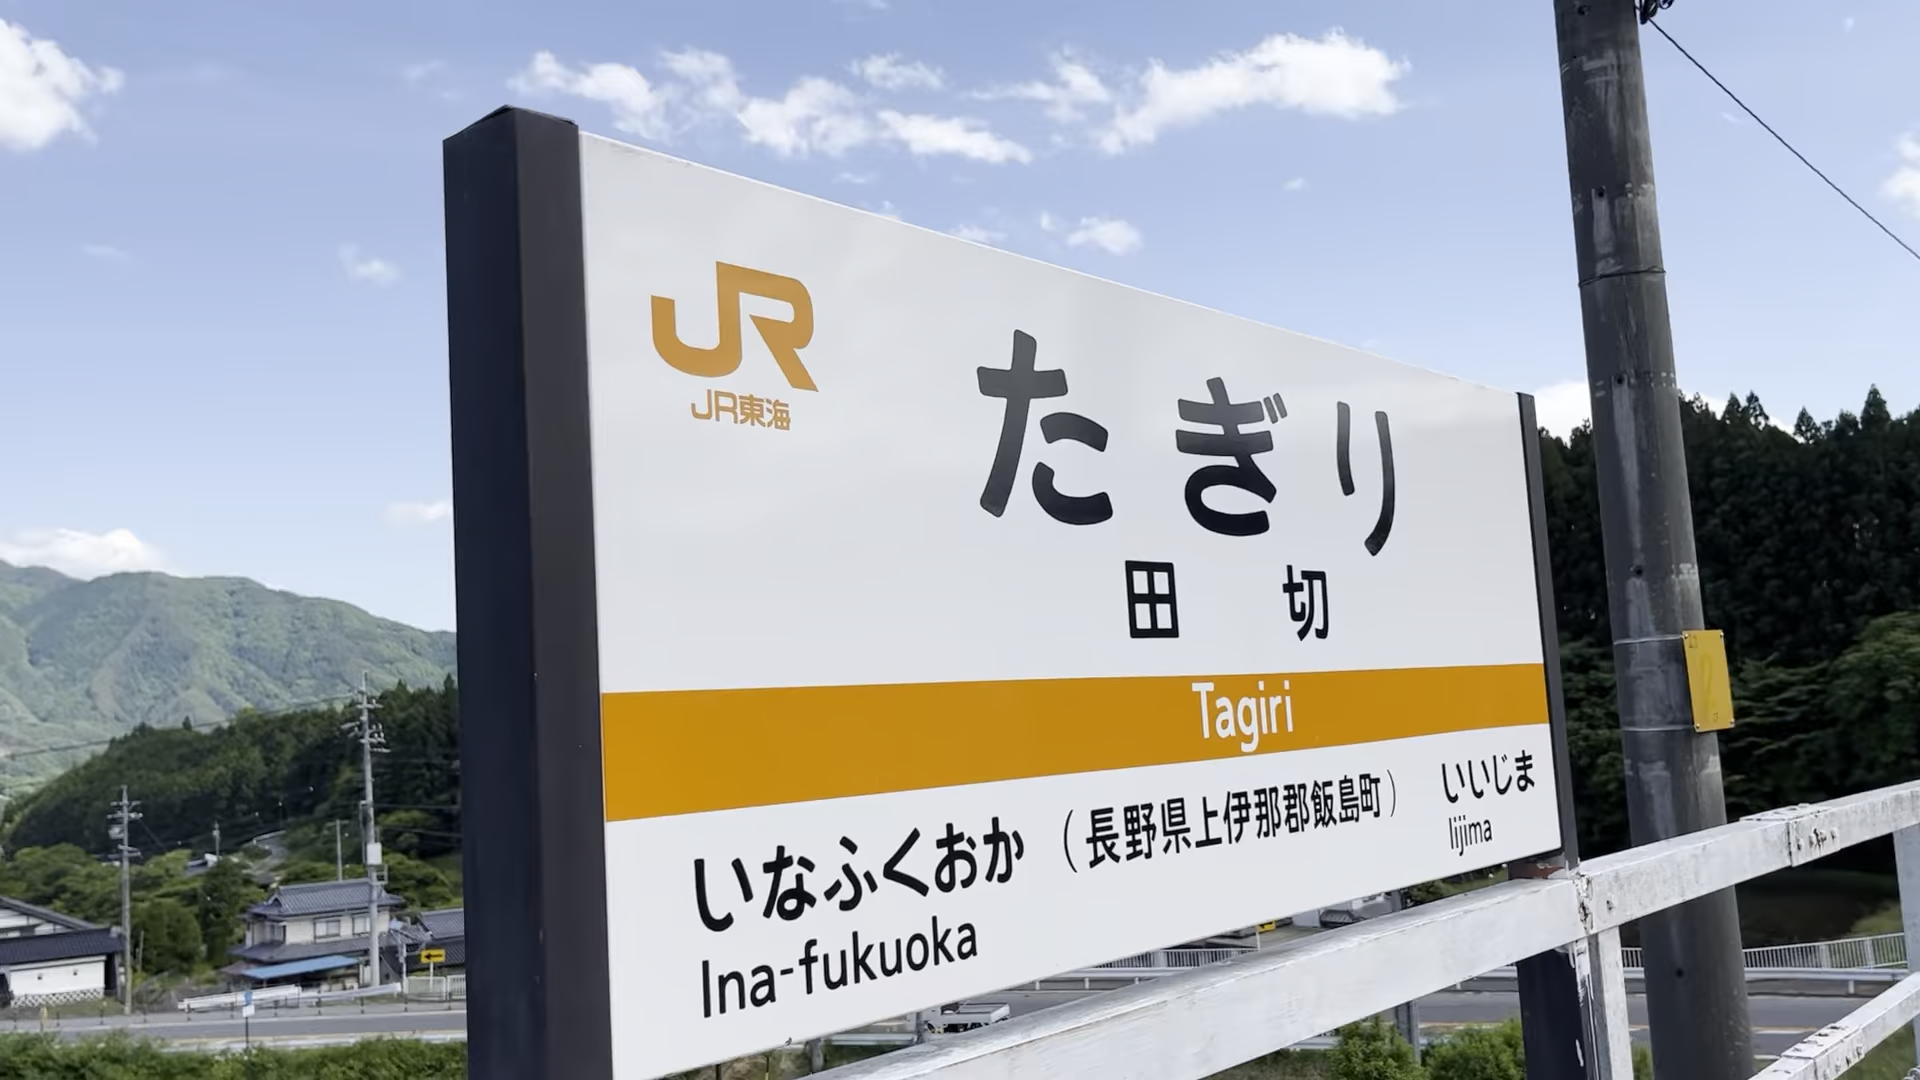 JR
JR東海
たぎり
田切
Tagiri
いなふくおか
Ina-fukuoka
(長野県上伊那郡飯島町)
いいじま
Iijima